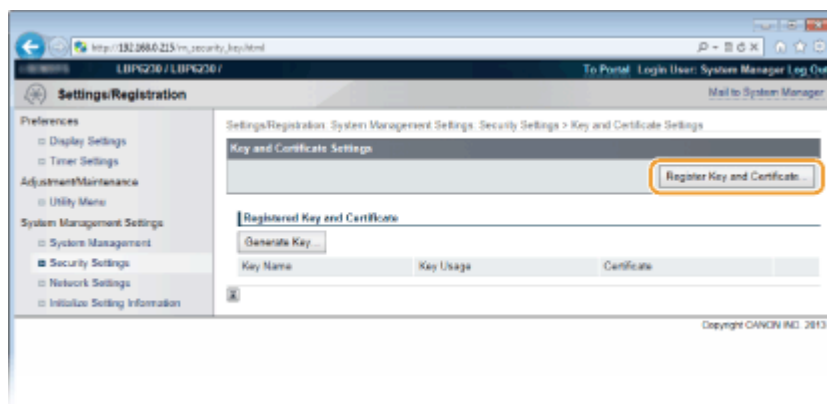 http://192.168.0.215/m_security_key.html
LBP6230 / LBP6230 /
To Portal Login User: System Manager Log Out
Settings/Registration
Mail to System Manager
Preferences
Display Settings
Timer Settings
Adjustment/Maintenance
Utility Menu
System Management Settings
System Management
Security Settings
Network Settings
Initialize Setting Information
Settings/Registration: System Management Settings: Security Settings > Key and Certificate Settings
Key and Certificate Settings
Register Key and Certificate...
Registered Key and Certificate
Generate Key...
Key Name Key Usage Certificate
Copyright CANON INC. 2013